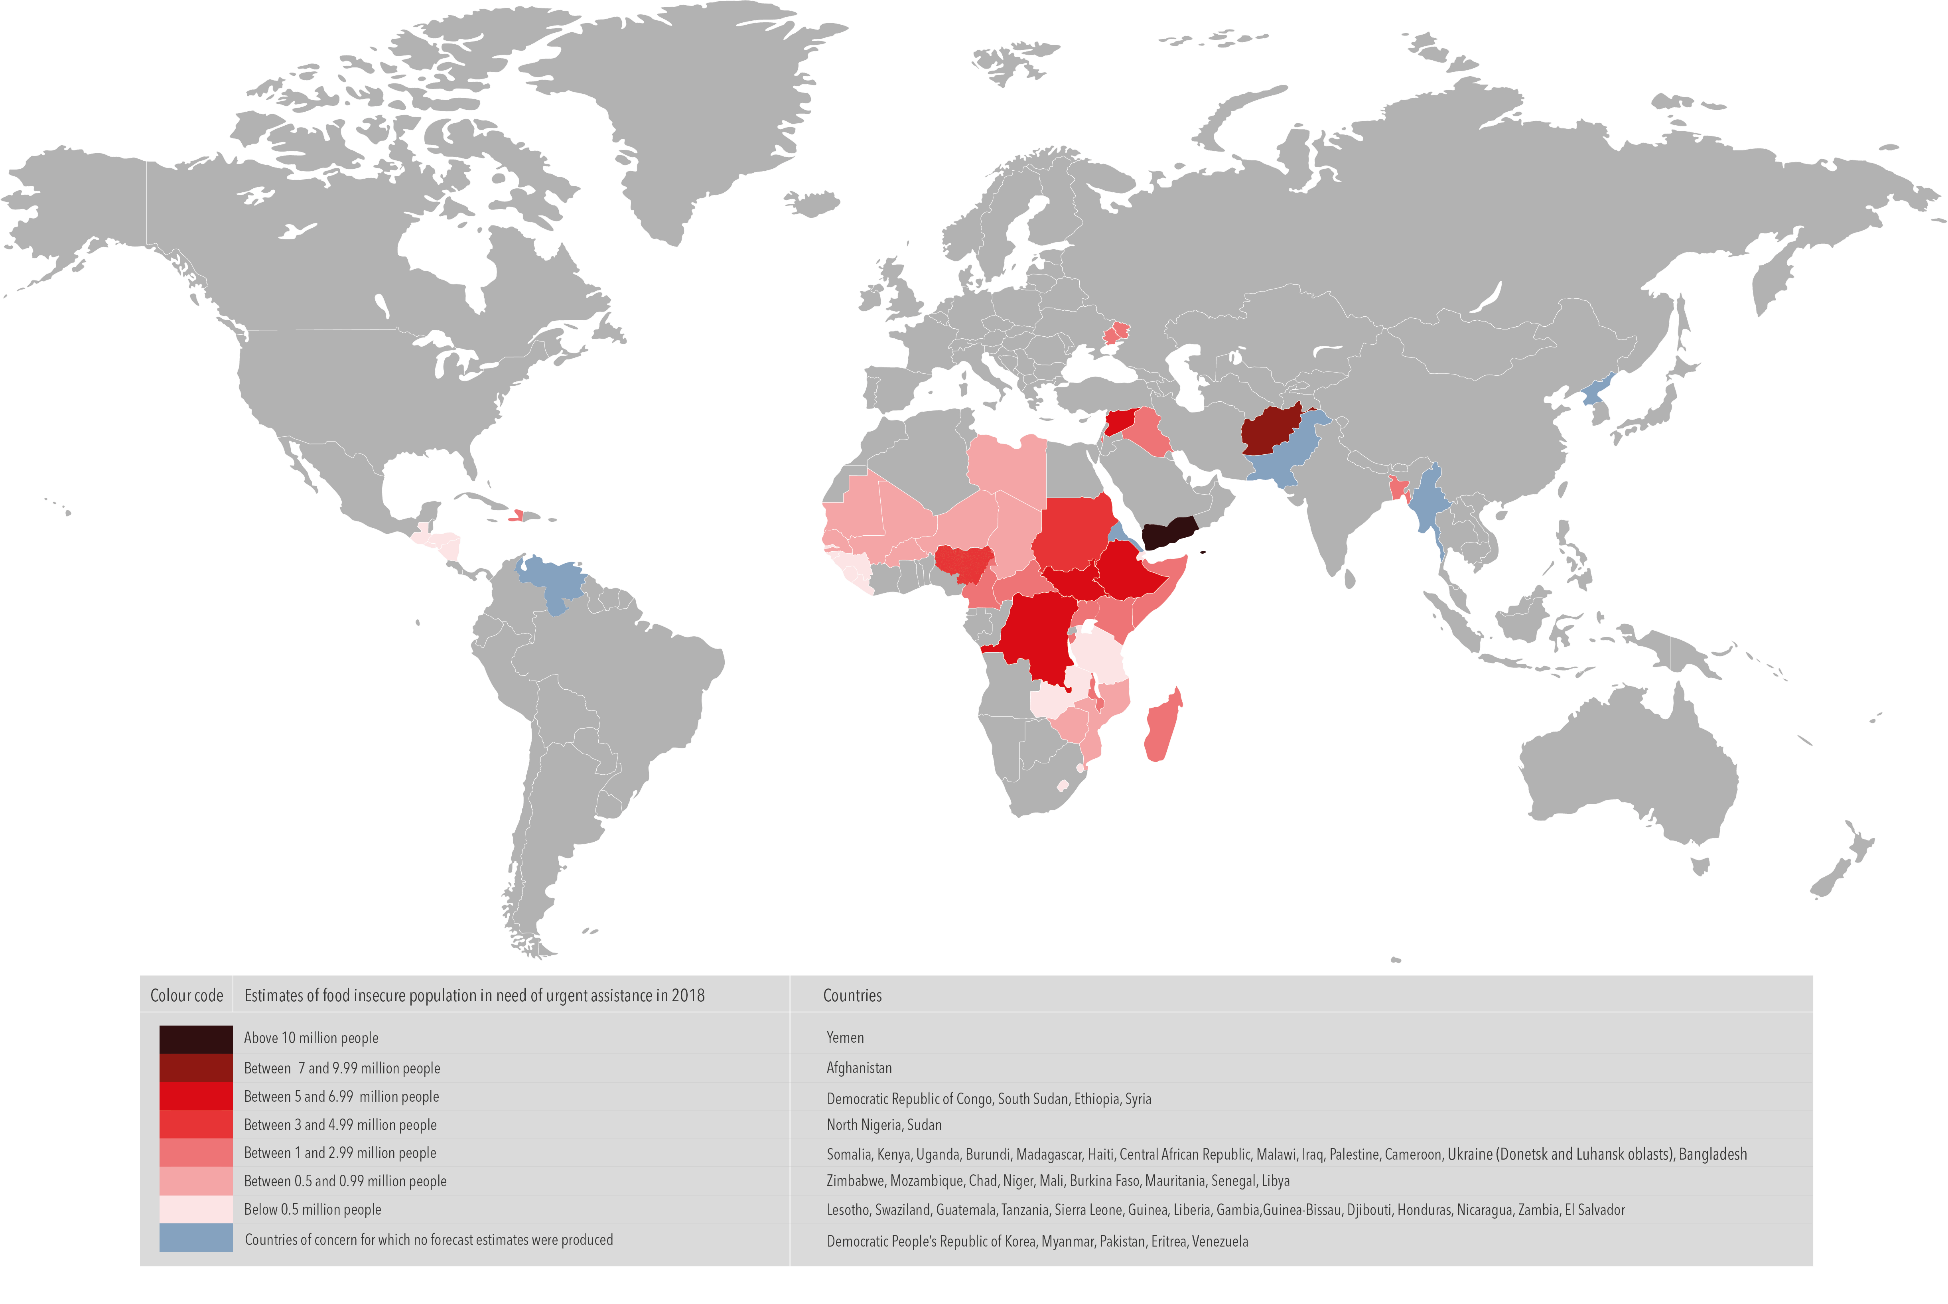 Colour code Estimates of food insecure population in need of urgent assistance in 2018 Countries
Above 10 million people Yemen
Between 7 and 9.99 million people Afghanistan
Between 5 and 6.99 million people Democratic Republic of Congo, South Sudan, Ethiopia, Syria
Between 3 and 4.99 million people North Nigeria, Sudan
Between 1 and 2.99 million people Somalia, Kenya, Uganda, Burundi, Madagascar, Haiti, Central African Republic, Malawi, Iraq, Palestine, Cameroon, Ukraine (Donetsk and Luhansk oblasts), Bangladesh
Between 0.5 and 0.99 million people Zimbabwe, Mozambique, Chad, Niger, Mali, Burkina Faso, Mauritania, Senegal, Libya
Below 0.5 million people Lesotho, Swaziland, Guatemala, Tanzania, Sierra Leone, Guinea, Liberia, Gambia,Guinea-Bissau, Djibouti, Honduras, Nicaragua, Zambia, El Salvador
Countries of concern for which no forecast estimates were produced Democratic People's Republic of Korea, Myanmar, Pakistan, Eritrea, Venezuela